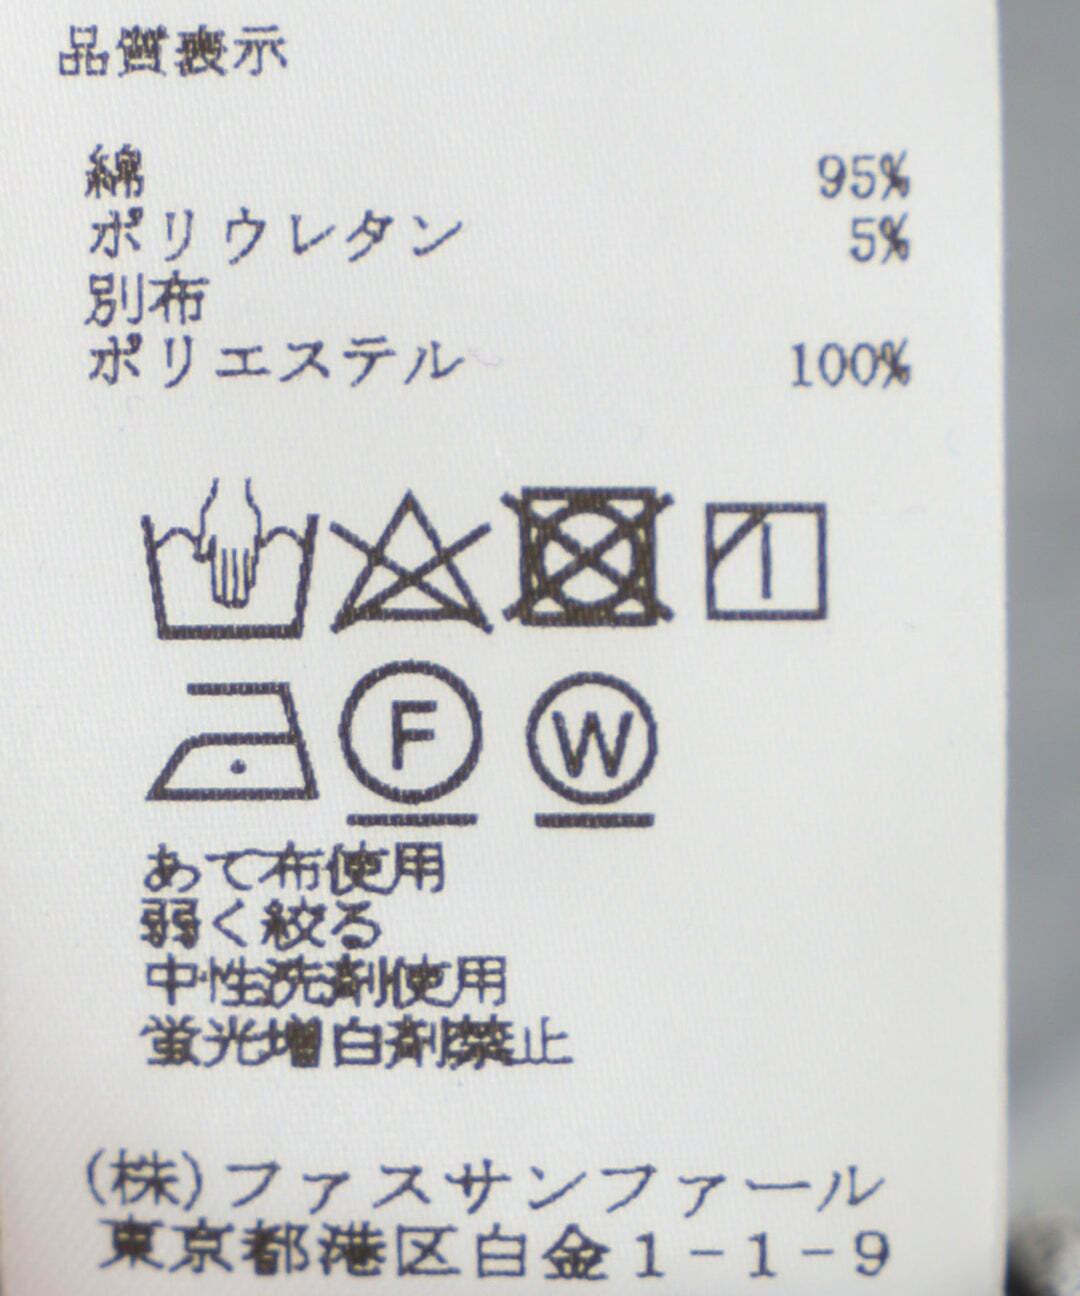 品質表示
綿 95%
ポリウレタン 5%
別布
ポリエステル 100%
F W
あて布使用
弱く絞る
中性洗剤使用
蛍光増白剤禁止
(株)ファスサンファール
東京都港区白金1-1-9